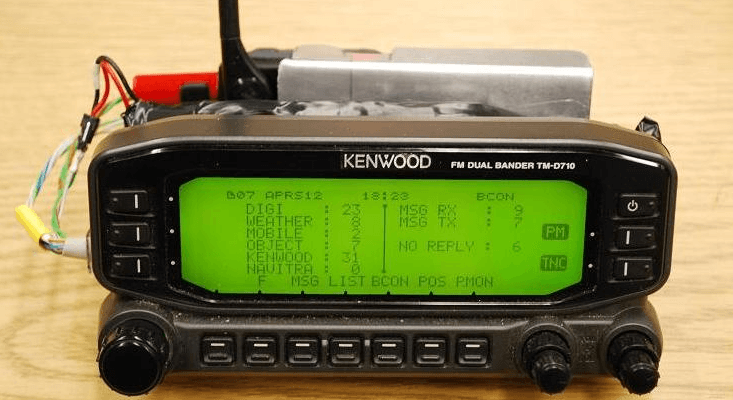 KENWOOD FM DUAL BANDER TM-D710
B07 APRS12 18:23 BCON
DIGI : 23 MSG RX : 9
WEATHER : 8 MSG TX : 7
MOBILE : 2
OBJECT : 7 NO REPLY : 6
KENWOOD : 31
NAVITRA : 0
PM
TNC
F MSG LIST BCON POS P.MON